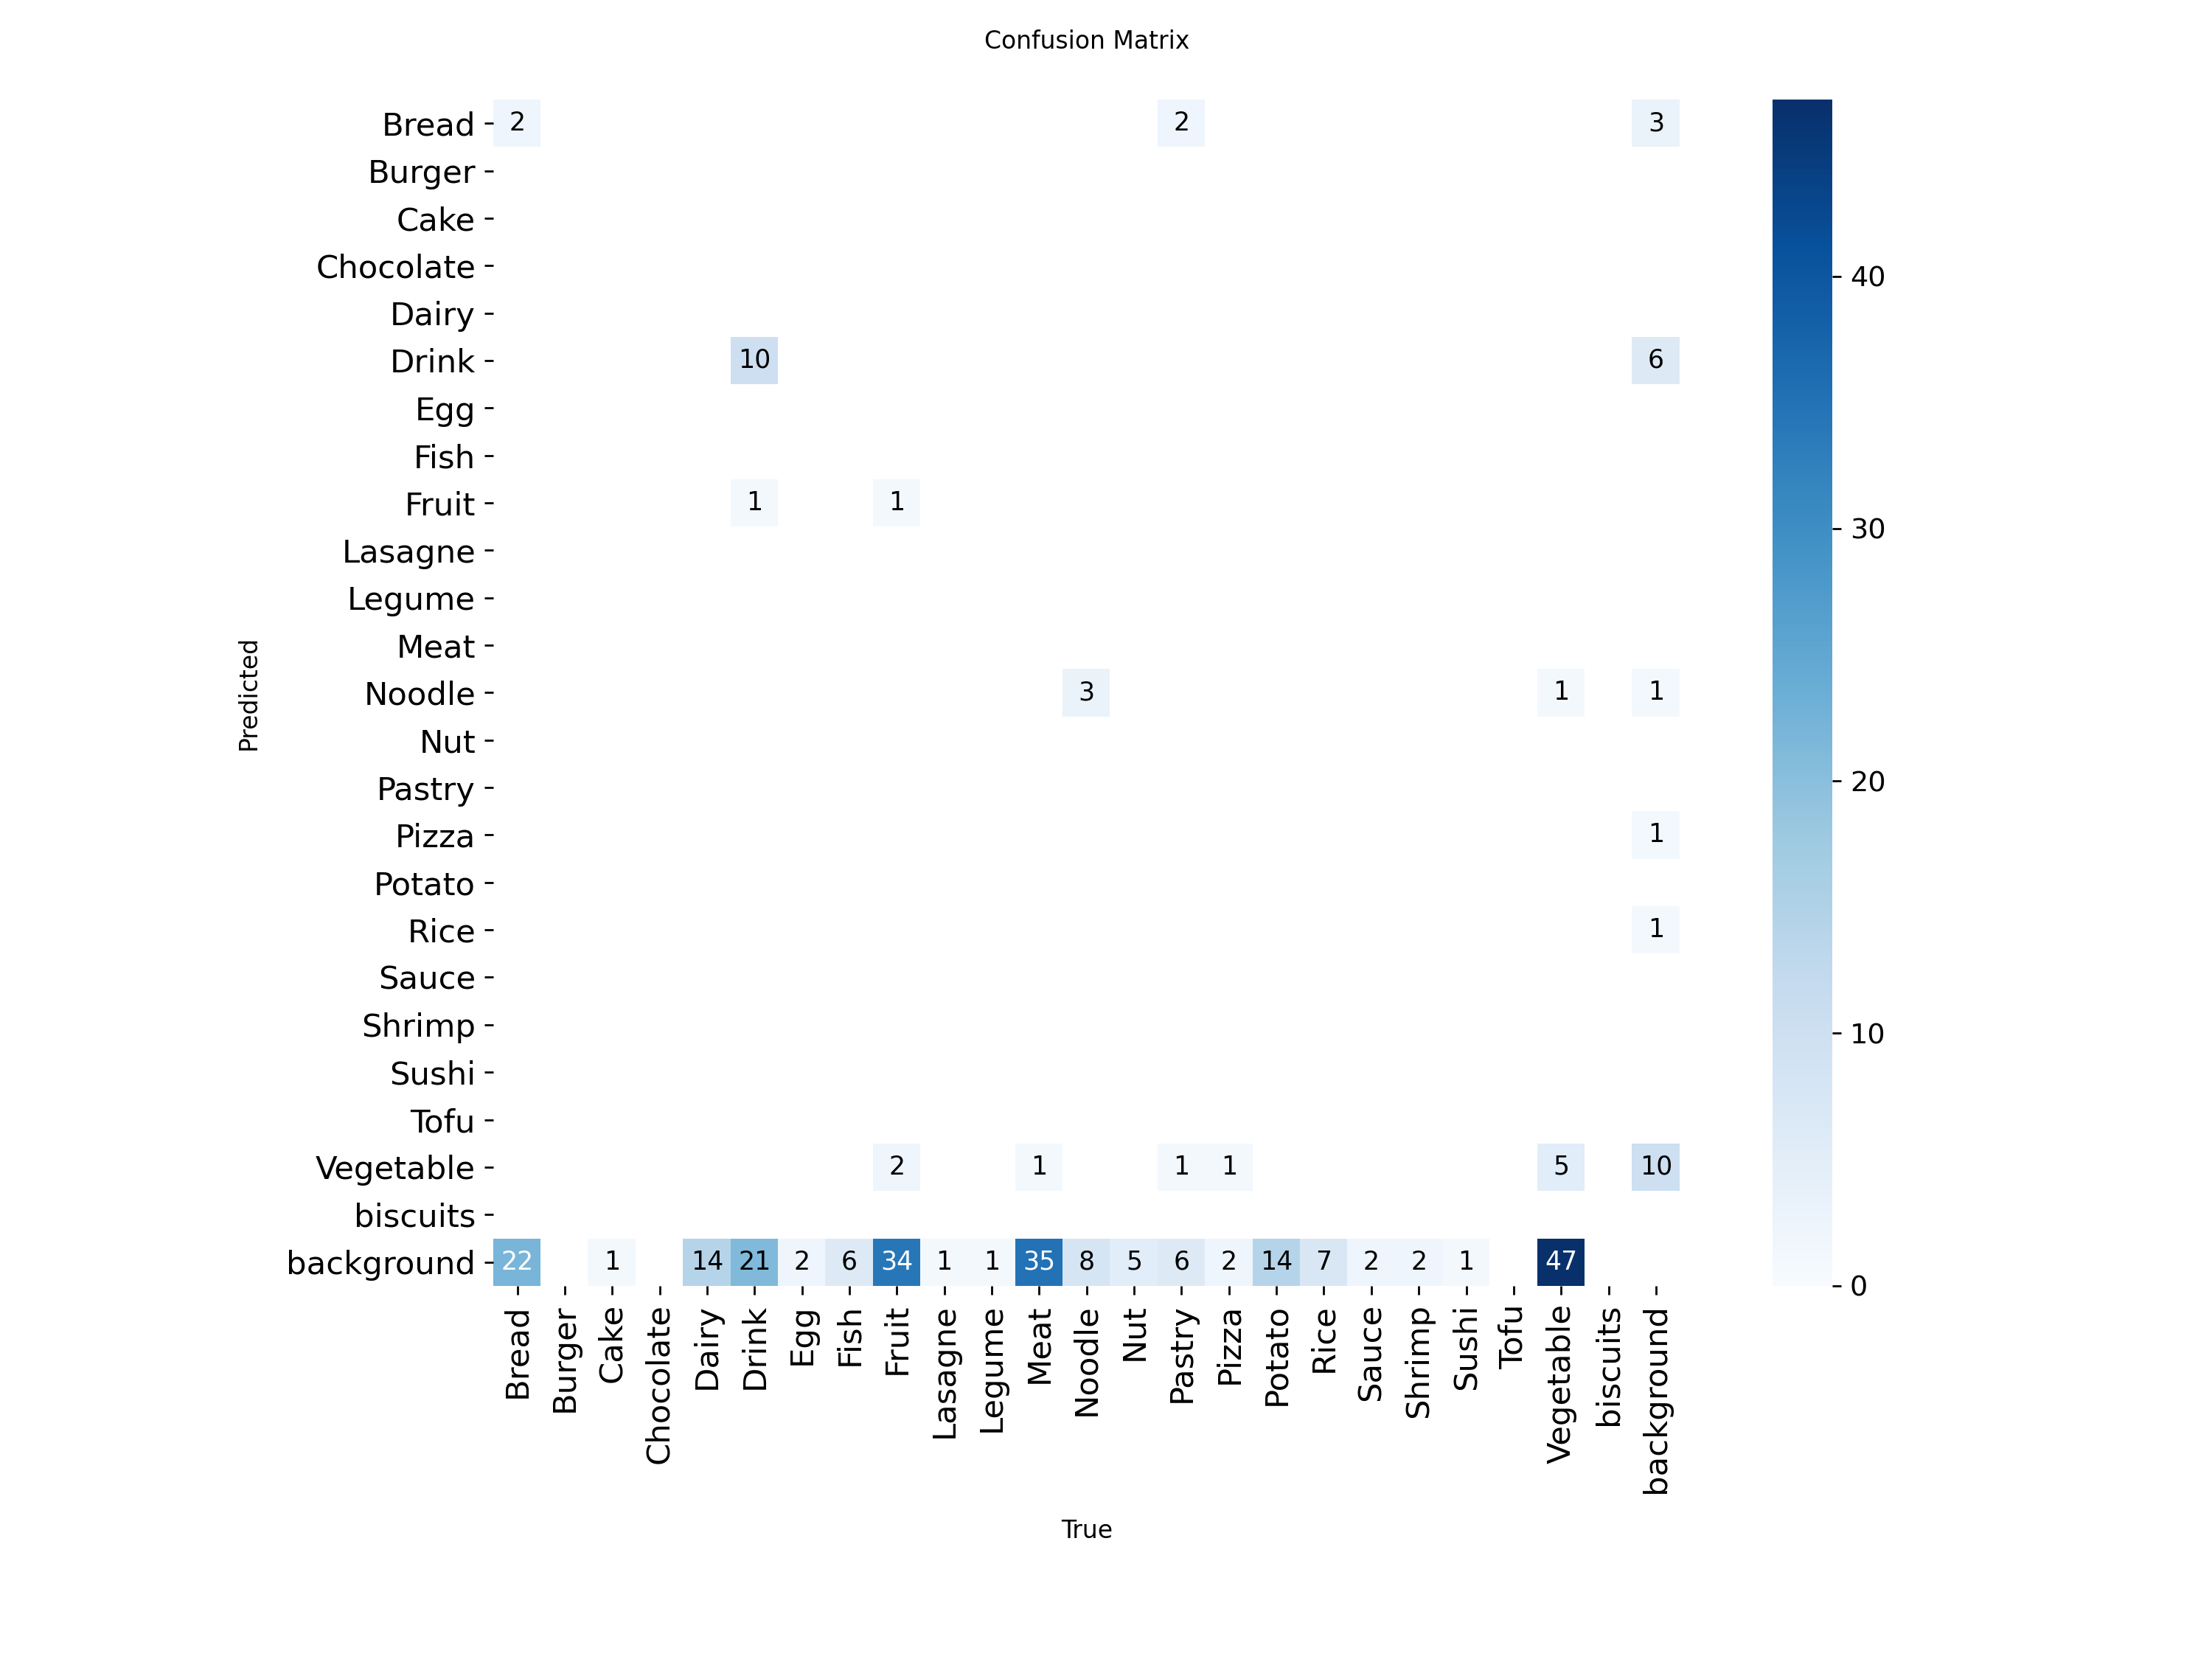 Confusion Matrix
Predicted
Bread 2 2 3
Burger
Cake
Chocolate
Dairy
Drink 10 6
Egg
Fish
Fruit 1 1
Lasagne
Legume
Meat
Noodle 3 1 1
Nut
Pastry
Pizza 1
Potato
Rice 1
Sauce
Shrimp
Sushi
Tofu
Vegetable 2 1 1 1 5 10
biscuits
background 22 1 14 21 2 6 34 1 1 35 8 5 6 2 14 7 2 2 1 47
Bread Burger Cake Chocolate Dairy Drink Egg Fish Fruit Lasagne Legume Meat Noodle Nut Pastry Pizza Potato Rice Sauce Shrimp Sushi Tofu Vegetable biscuits background
True
40
30
20
10
0